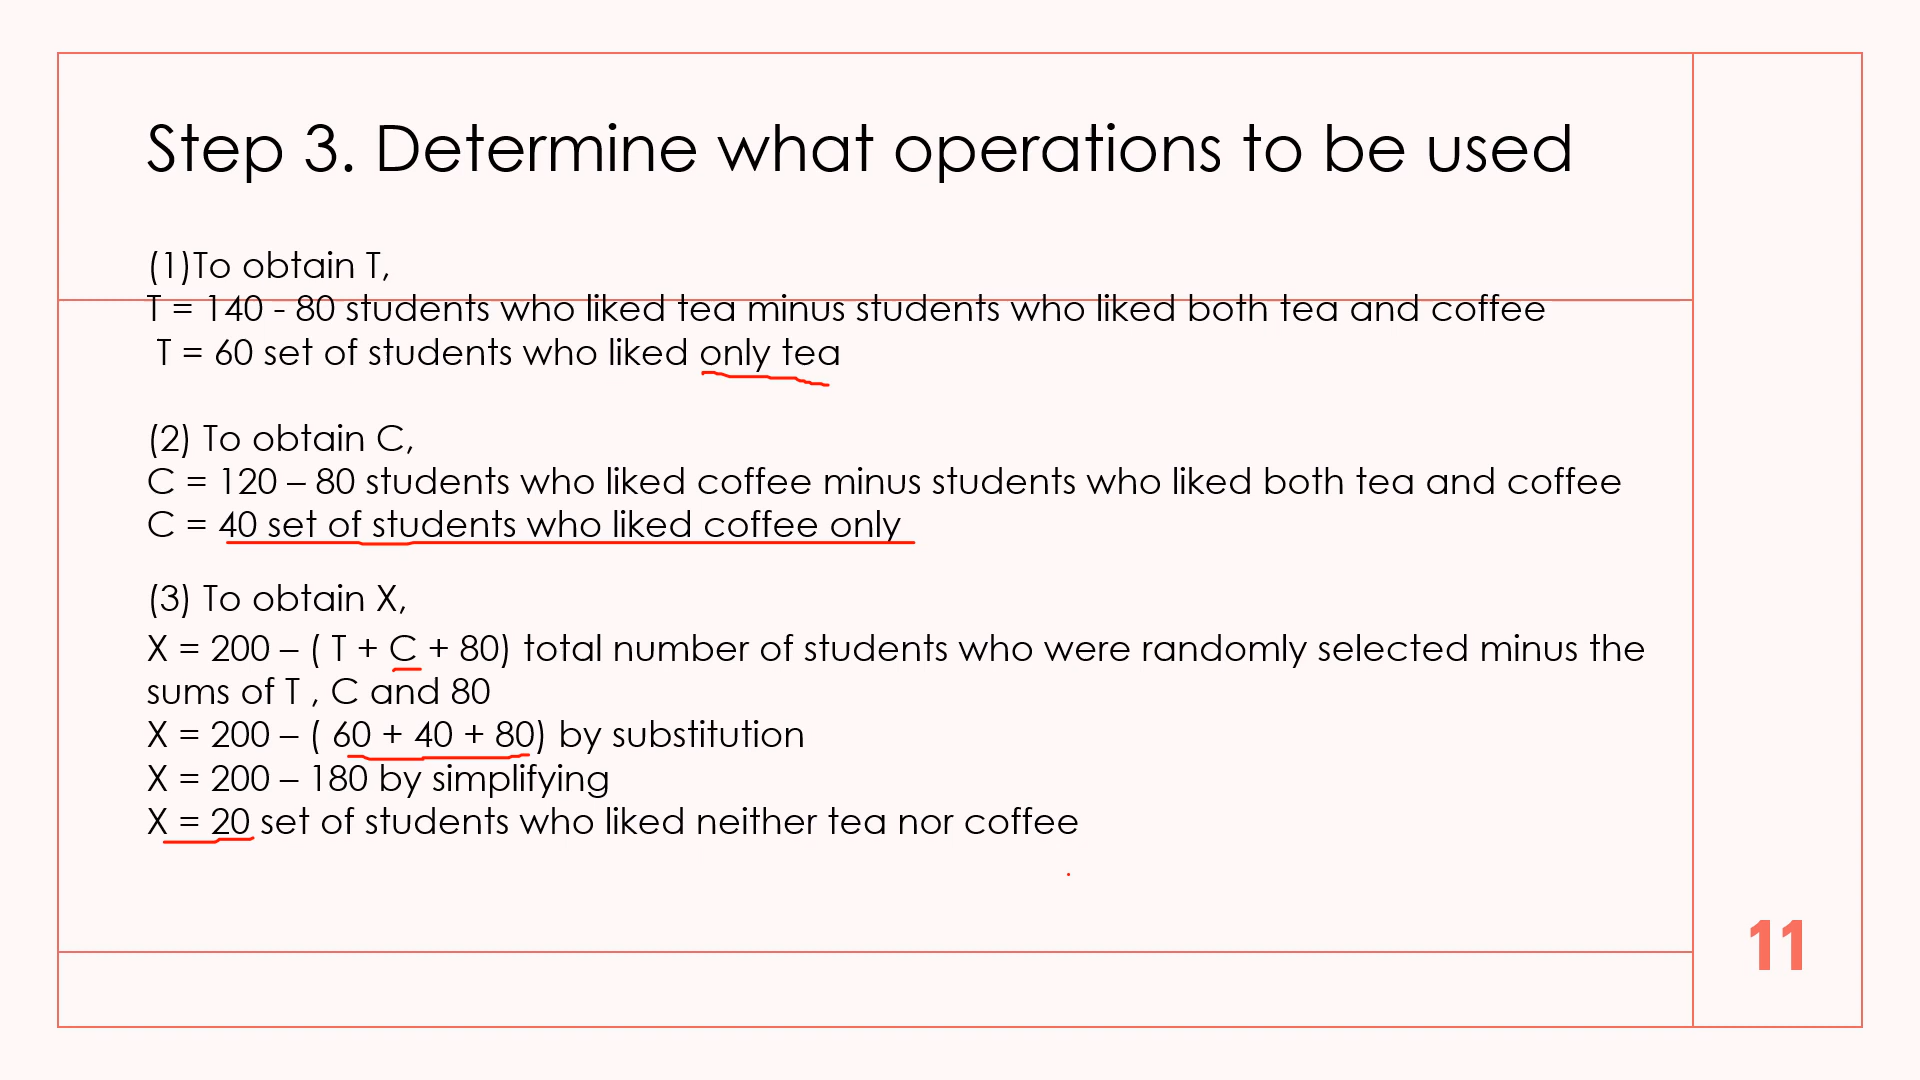 Step 3. Determine what operations to be used
(1)To obtain T,
T = 140 - 80 students who liked tea minus students who liked both tea and coffee
T = 60 set of students who liked only tea
(2) To obtain C,
C = 120 – 80 students who liked coffee minus students who liked both tea and coffee
C = 40 set of students who liked coffee only
(3) To obtain X,
X = 200 – ( T + C + 80) total number of students who were randomly selected minus the
sums of T , C and 80
X = 200 – ( 60 + 40 + 80) by substitution
X = 200 – 180 by simplifying
X = 20 set of students who liked neither tea nor coffee
11